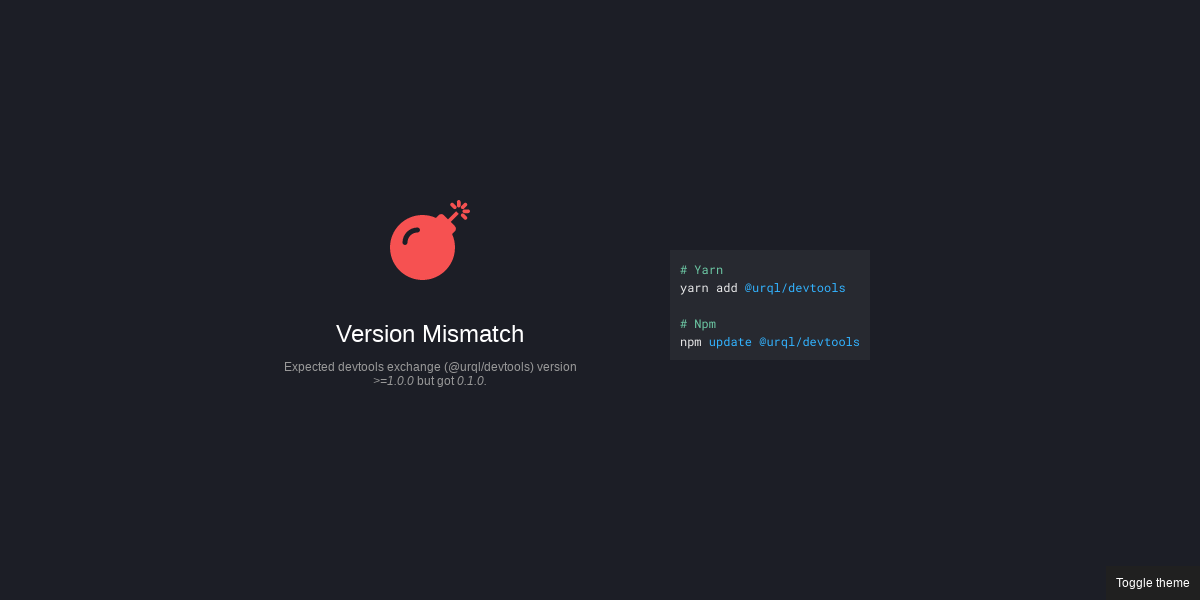 Version Mismatch
Expected devtools exchange (@urql/devtools) version
>=1.0.0 but got 0.1.0.
# Yarn
yarn add @urql/devtools
# Npm
npm update @urql/devtools
Toggle theme